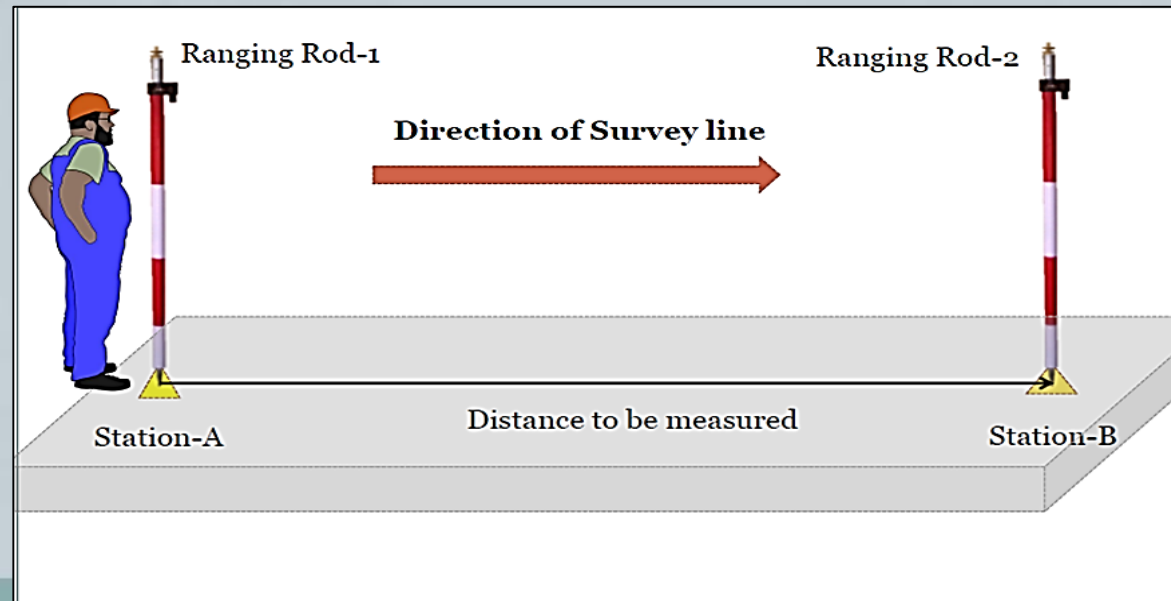 Ranging Rod-1
Ranging Rod-2
Direction of Survey line
Distance to be measured
Station-A
Station-B